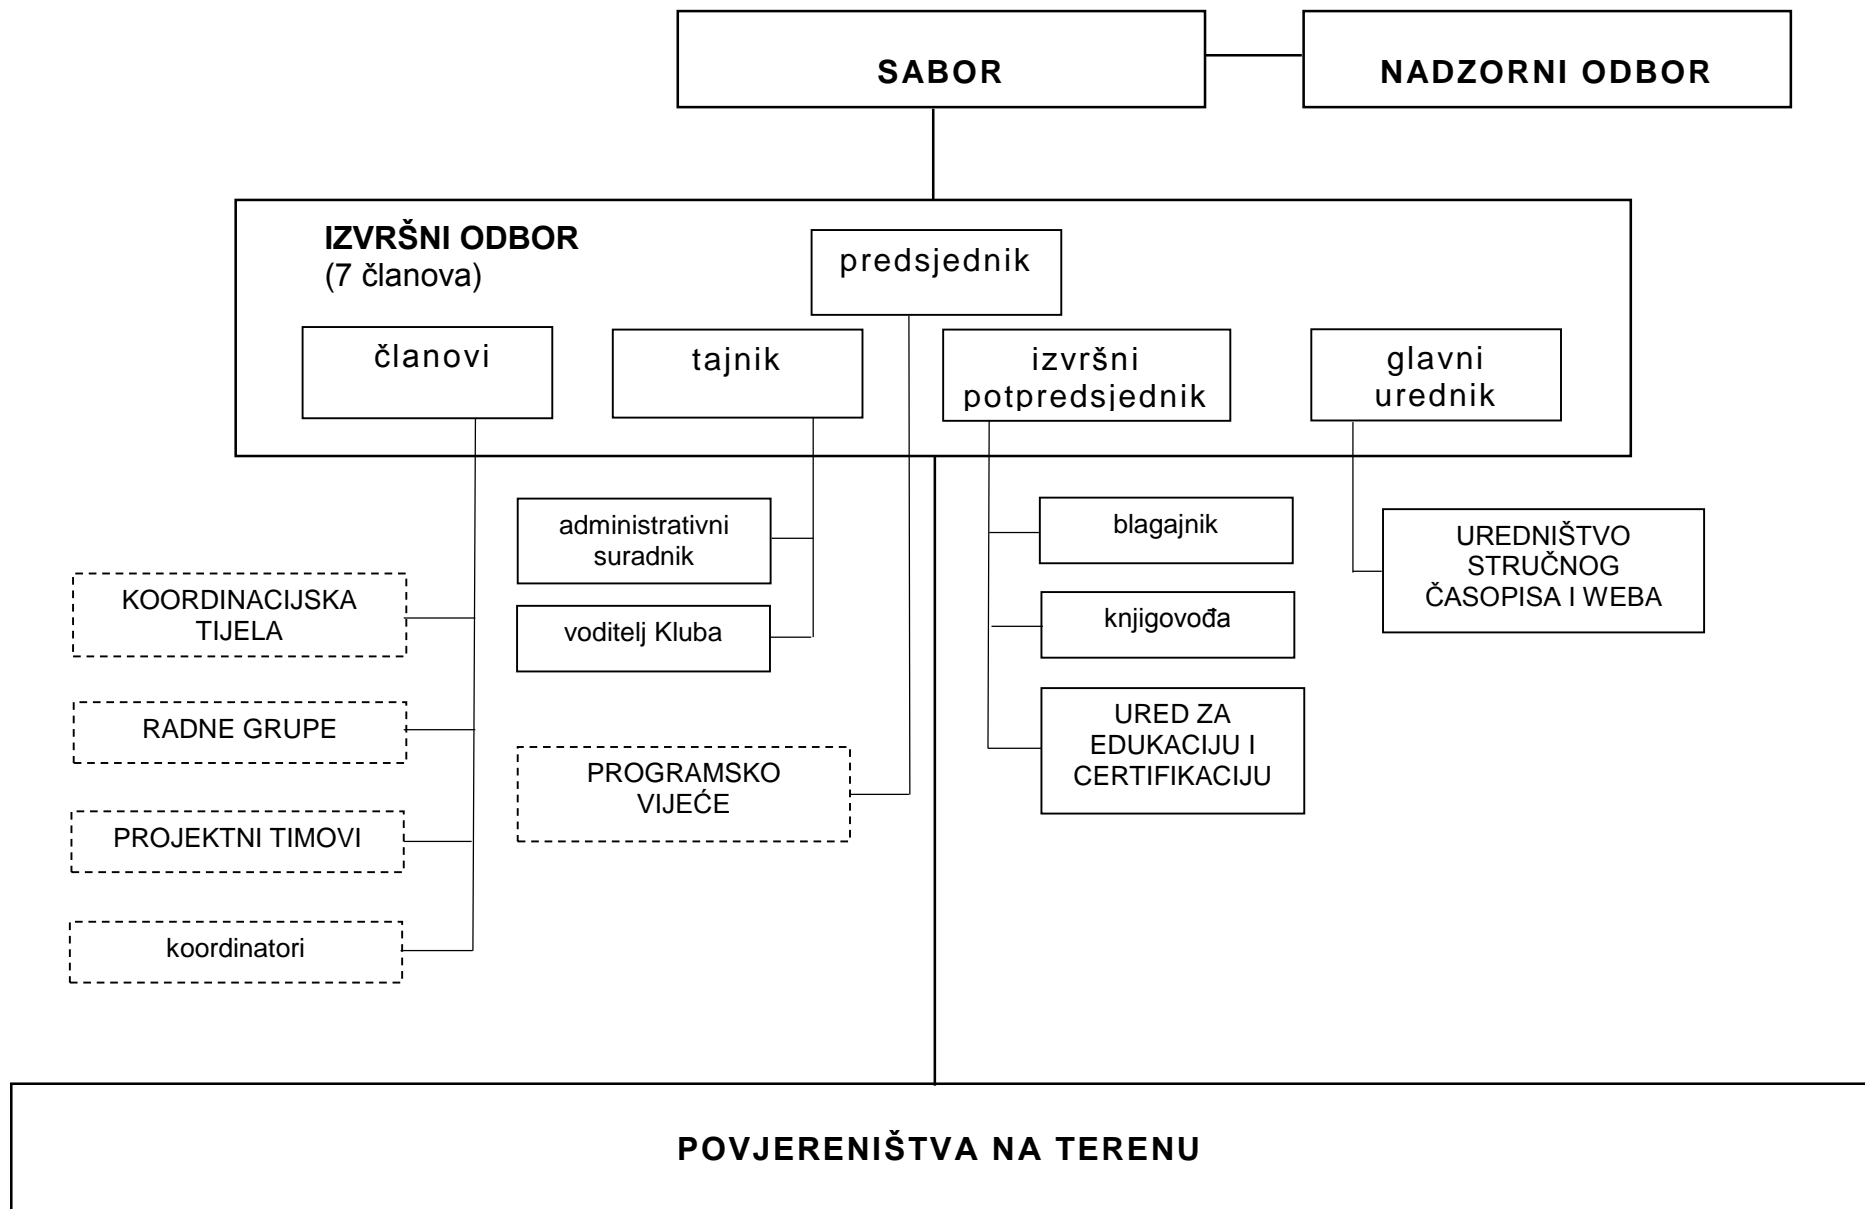 SABOR
NADZORNI ODBOR
IZVRŠNI ODBOR
(7 članova)
predsjednik
članovi
tajnik
izvršni
potpredsjednik
glavni
urednik
administrativni
suradnik
voditelj Kluba
blagajnik
knjigovođa
URED ZA
EDUKACIJU I
CERTIFIKACIJU
UREDNIŠTVO
STRUČNOG
ČASOPISA I WEBA
KOORDINACIJSKA
TIJELA
RADNE GRUPE
PROJEKTNI TIMOVI
koordinatori
PROGRAMSKO
VIJEĆE
POVJERENIŠTVA NA TERENU